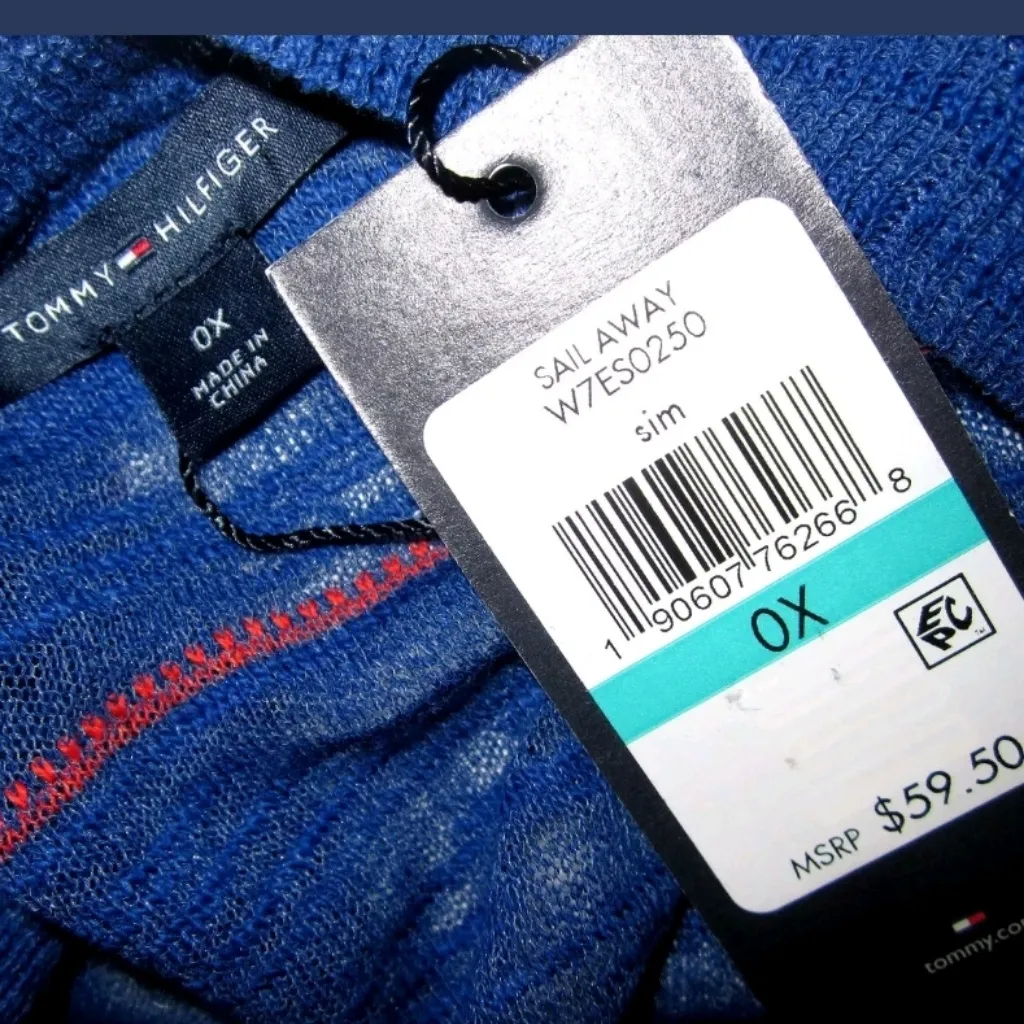 TOMMY HILFIGER
0X
MADE IN
CHINA
SAIL AWAY
W7ES0250
sim
1 90607 76266 8
0X
EPC
MSRP $59.50
tommy.co